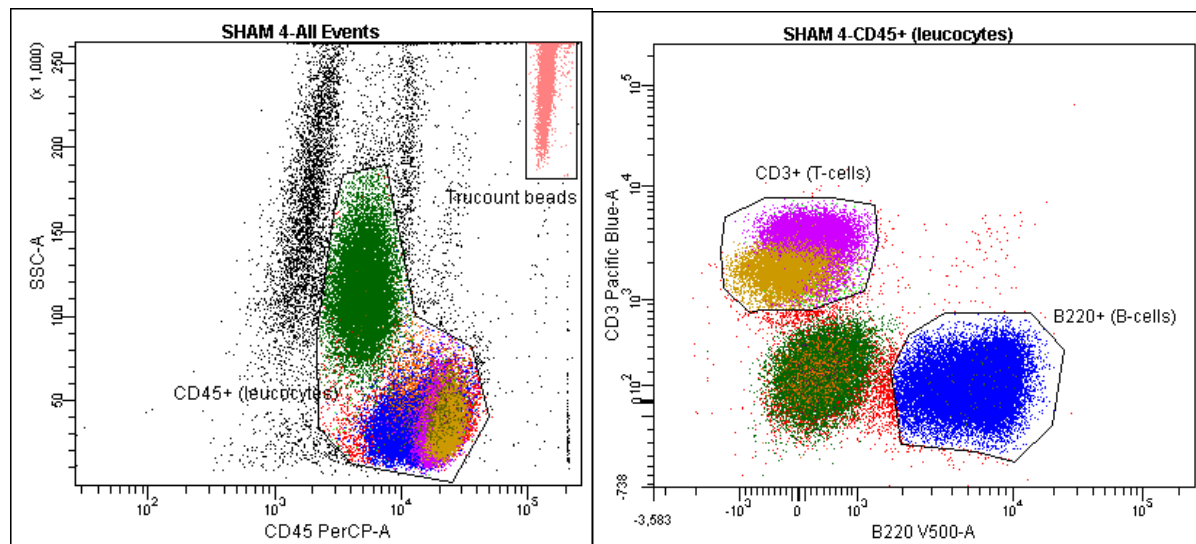 SHAM 4-All Events
(x 1,000)
250
200
150
100
50
SSC-A
Trucount beads
CD45+ (leucocytes)
10²
10³
10⁴
10⁵
CD45 PerCP-A
SHAM 4-CD45+ (leucocytes)
10⁵
10⁴
10³
10²
0
-738
CD3 Pacific Blue-A
CD3+ (T-cells)
B220+ (B-cells)
-3,583
-10³
0
10³
10⁴
10⁵
B220 V500-A